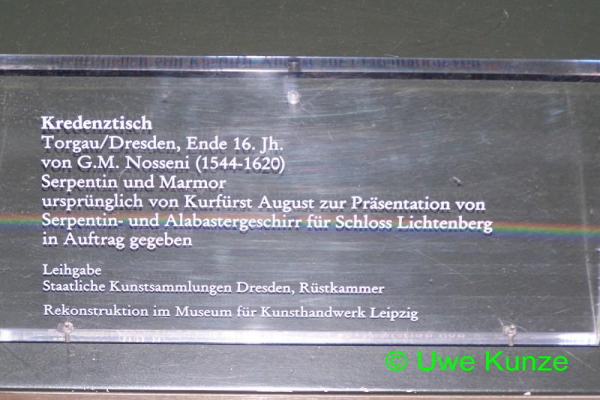 Kredenztisch
Torgau/Dresden, Ende 16. Jh.
von G.M. Nosseni (1544-1620)
Serpentin und Marmor
ursprünglich von Kurfürst August zur Präsentation von
Serpentin- und Alabastergeschirr für Schloss Lichtenberg
in Auftrag gegeben
Leihgabe
Staatliche Kunstsammlungen Dresden, Rüstkammer
Rekonstruktion im Museum für Kunsthandwerk Leipzig
© Uwe Kunze